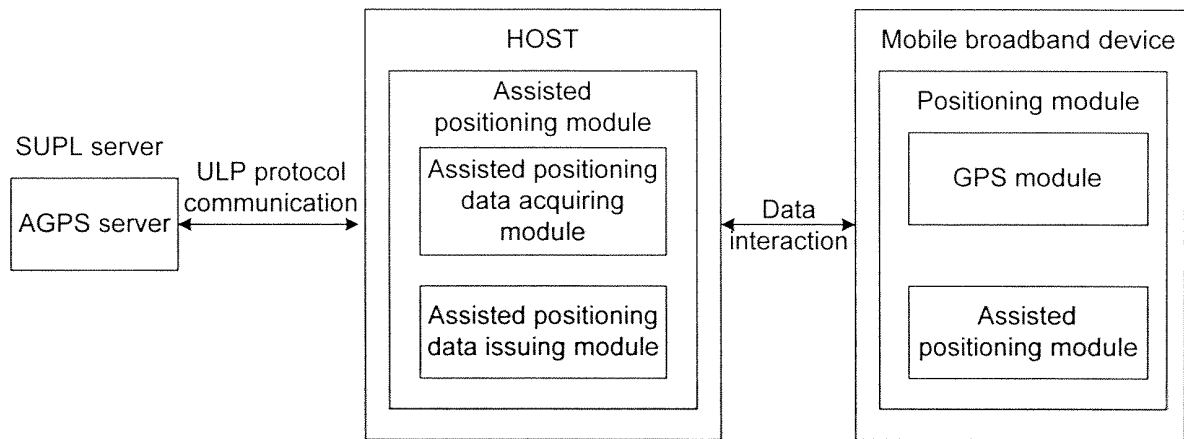 SUPL server
AGPS server
ULP protocol
communication
HOST
Assisted
positioning module
Assisted positioning
data acquiring
module
Assisted positioning
data issuing module
Data
interaction
Mobile broadband device
Positioning module
GPS module
Assisted
positioning module